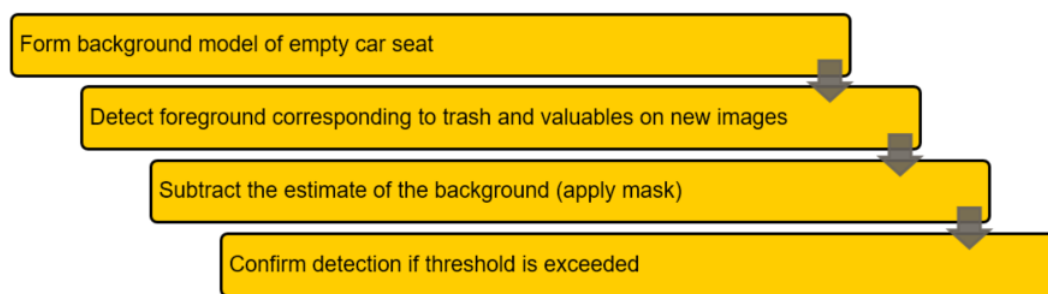 Form background model of empty car seat
Detect foreground corresponding to trash and valuables on new images
Subtract the estimate of the background (apply mask)
Confirm detection if threshold is exceeded